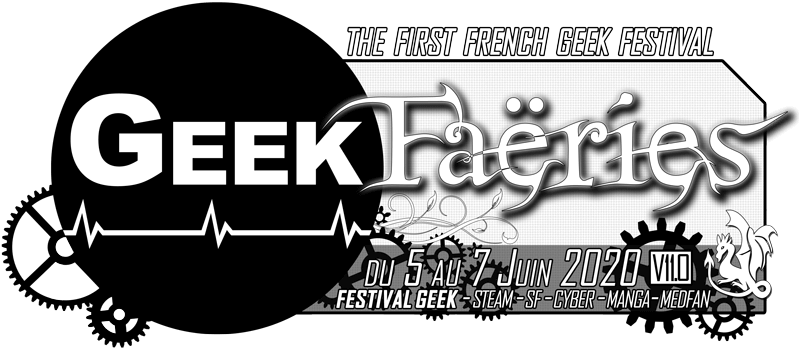 THE FIRST FRENCH GEEK FESTIVAL
GEEK Faëries
DU 5 AU 7 JUIN 2020 V11.0
FESTIVAL GEEK - STEAM - SF - CYBER - MANGA - MEDFAN